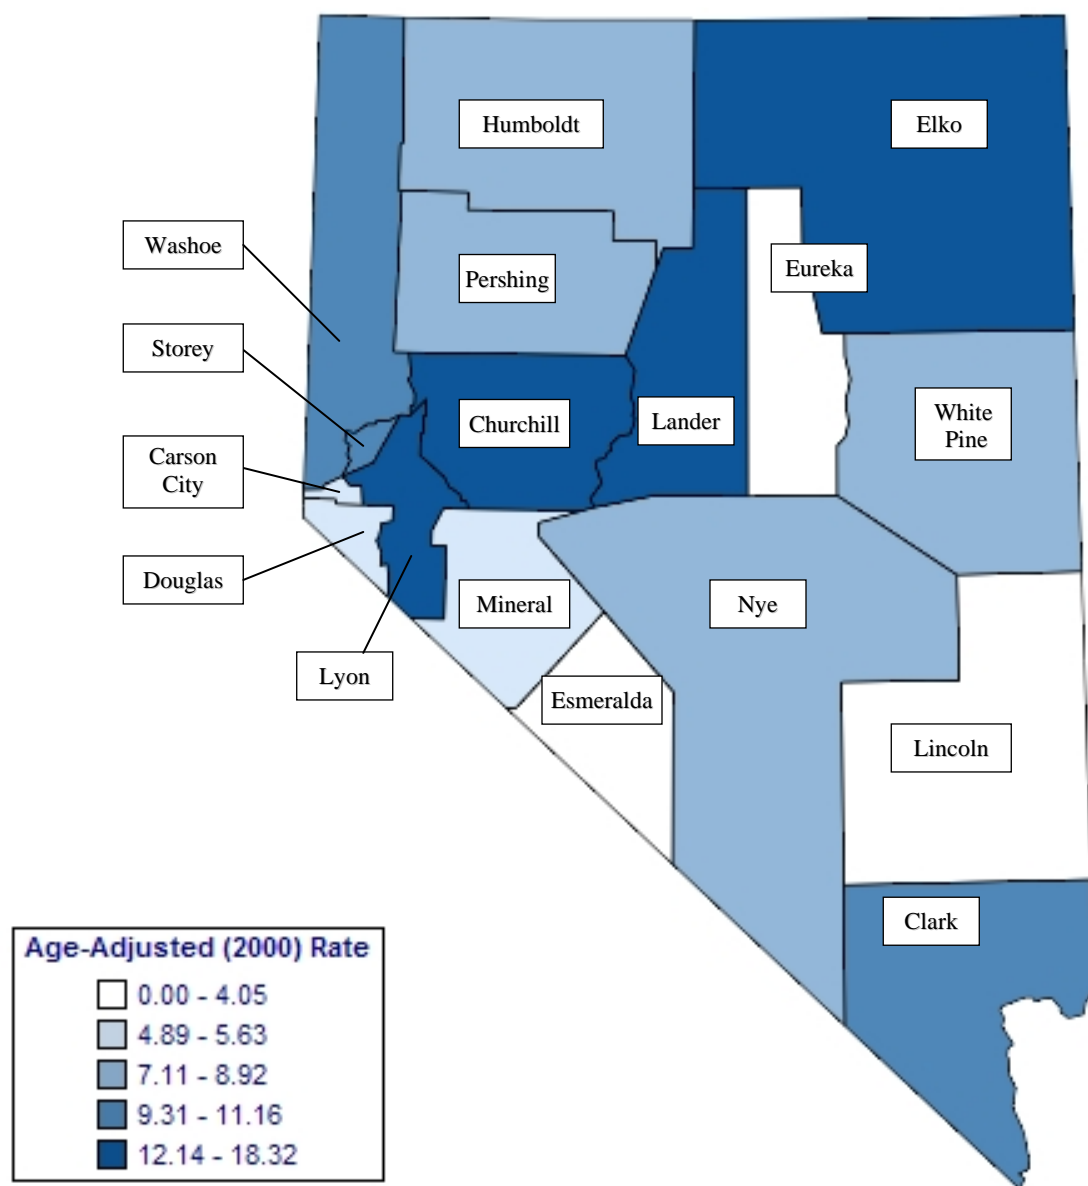 Humboldt
Elko
Washoe
Eureka
Pershing
Storey
Churchill
Lander
White
Pine
Carson
City
Douglas
Mineral
Nye
Lyon
Esmeralda
Lincoln
Clark
Age-Adjusted (2000) Rate
0.00 - 4.05
4.89 - 5.63
7.11 - 8.92
9.31 - 11.16
12.14 - 18.32